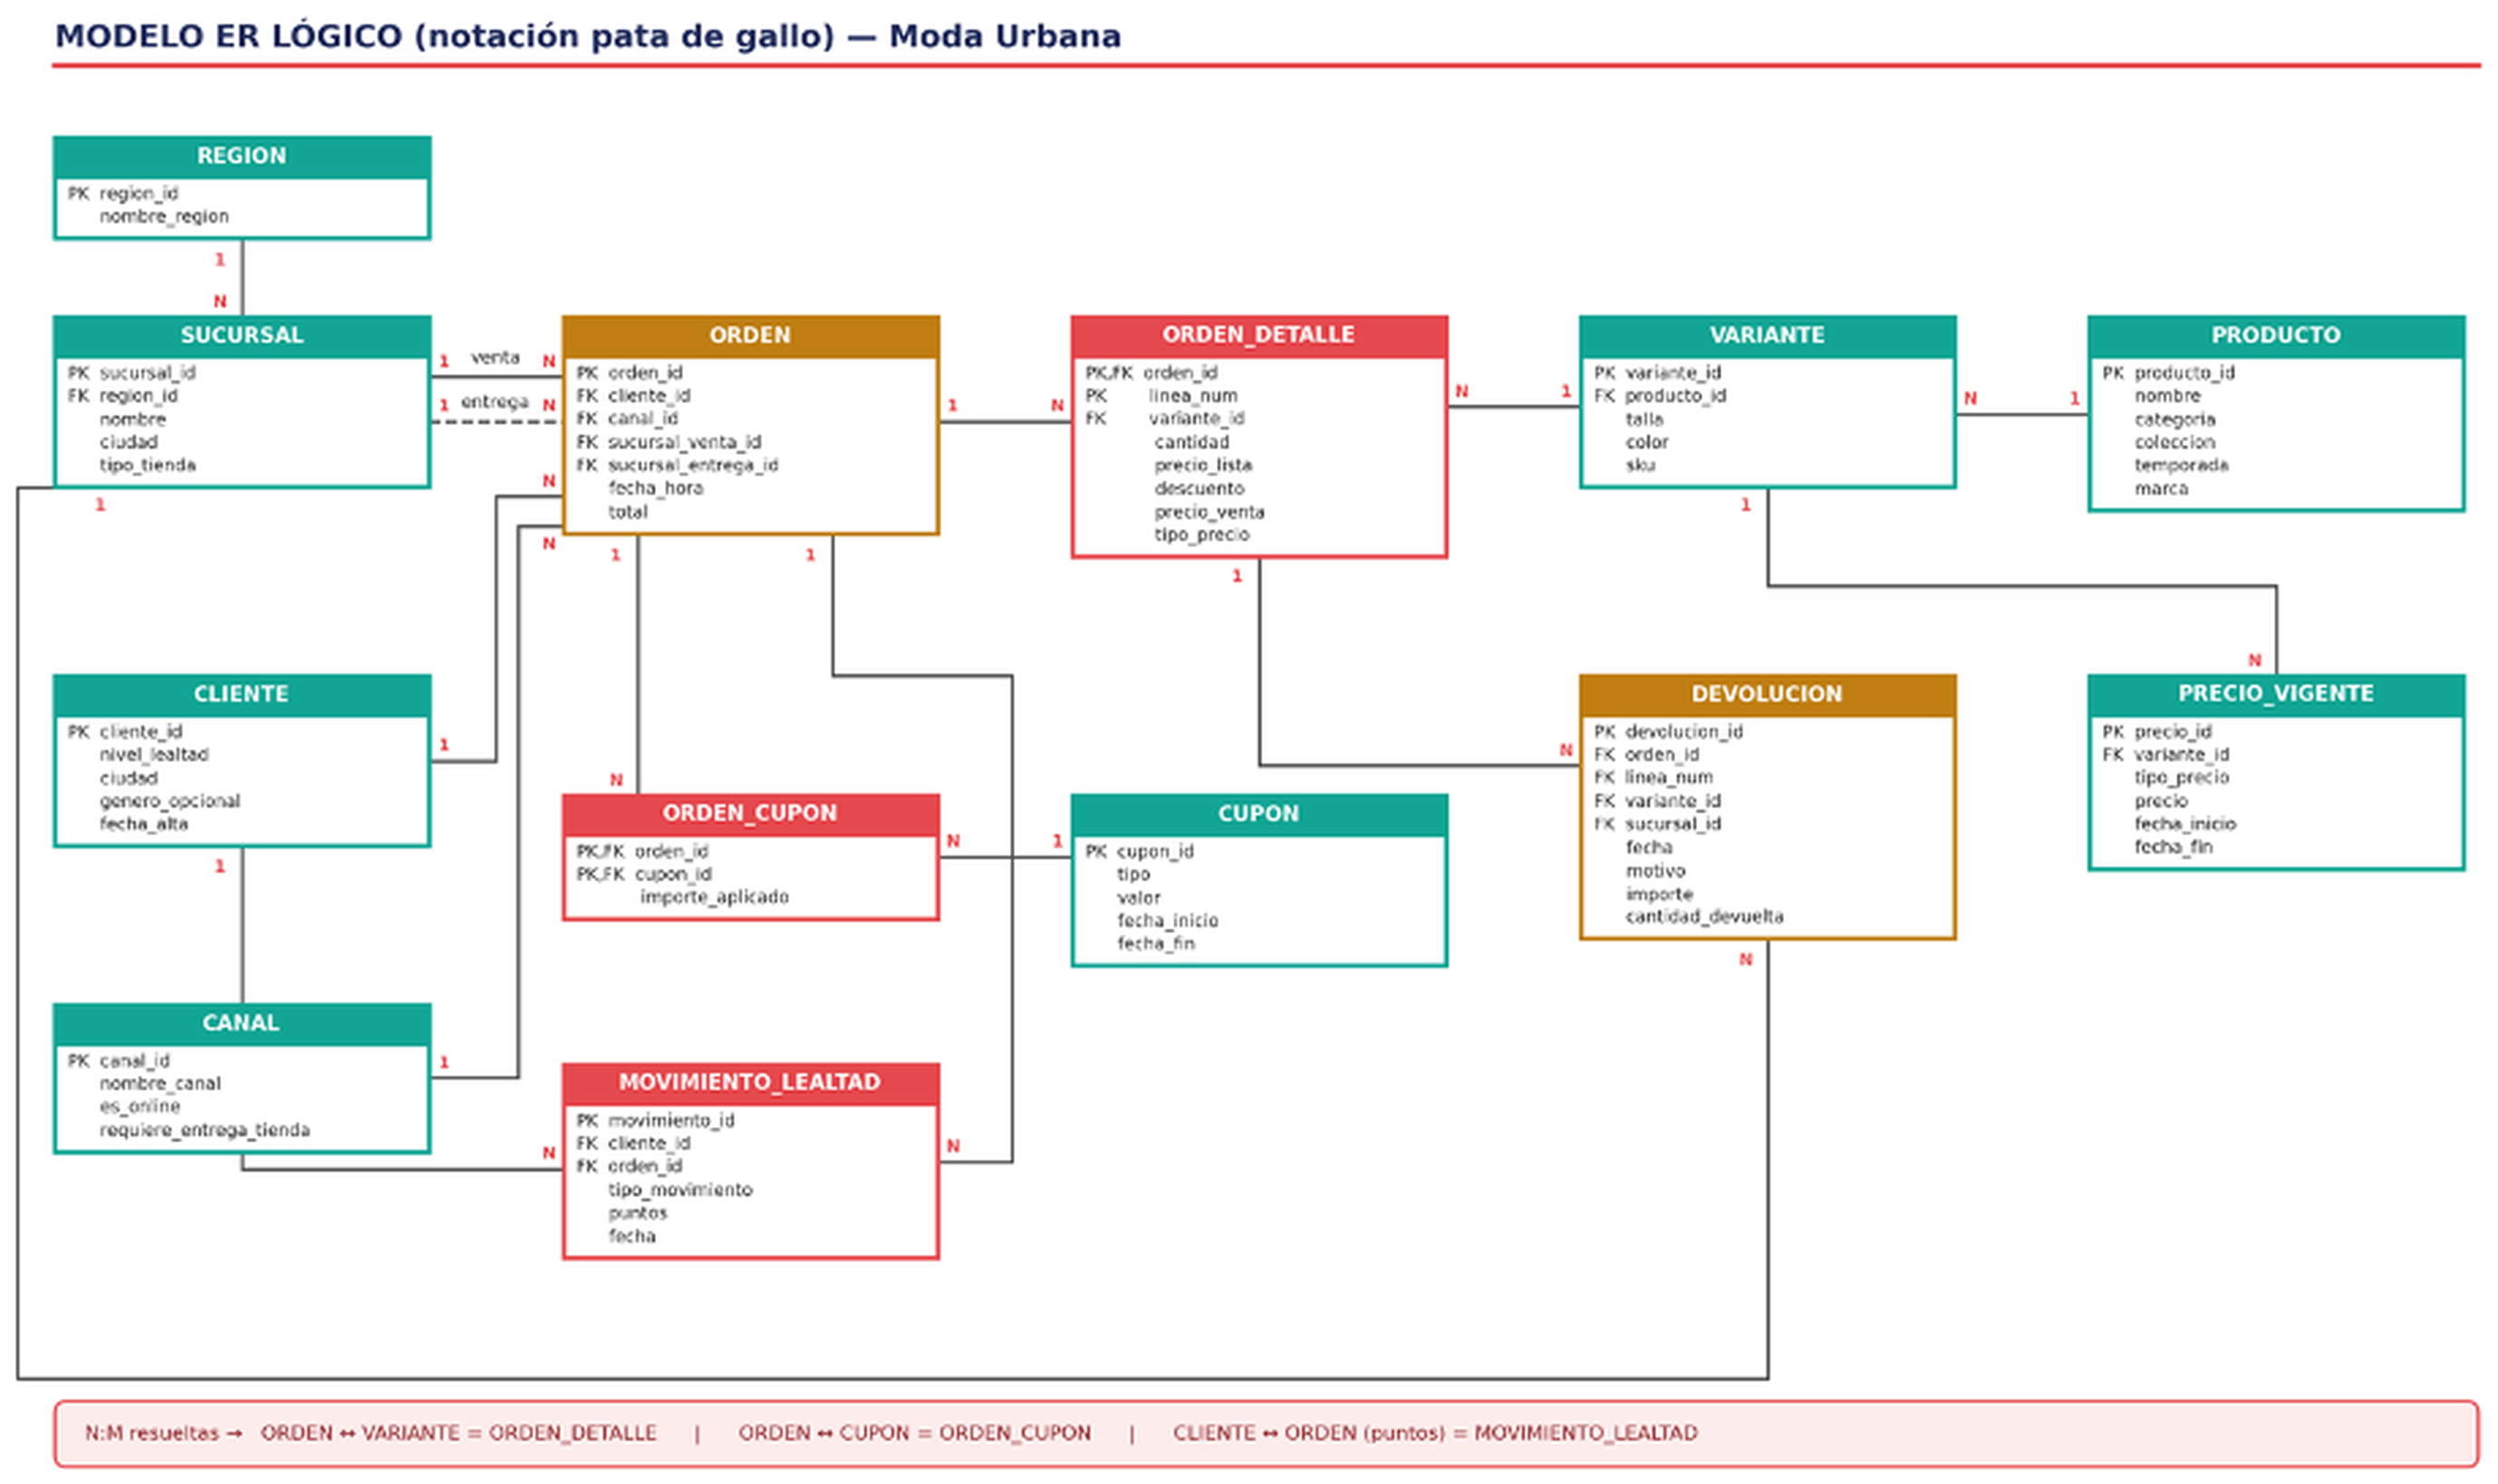 MODELO ER LÓGICO (notación pata de gallo) — Moda Urbana
REGION
PK region_id
nombre_region
1
N
SUCURSAL
PK sucursal_id
FK region_id
nombre
ciudad
tipo_tienda
1
1 venta N
1 entrega N
ORDEN
PK orden_id
FK cliente_id
FK canal_id
FK sucursal_venta_id
FK sucursal_entrega_id
fecha_hora
total
N
N
1
1
1
N
ORDEN_DETALLE
PK,FK orden_id
PK linea_num
FK variante_id
cantidad
precio_lista
descuento
precio_venta
tipo_precio
1
N
1
VARIANTE
PK variante_id
FK producto_id
talla
color
sku
1
N
1
PRODUCTO
PK producto_id
nombre
categoria
coleccion
temporada
marca
CLIENTE
PK cliente_id
nivel_lealtad
ciudad
genero_opcional
fecha_alta
1
1
N
ORDEN_CUPON
PK,FK orden_id
PK,FK cupon_id
importe_aplicado
N
1
CUPON
PK cupon_id
tipo
valor
fecha_inicio
fecha_fin
N
DEVOLUCION
PK devolucion_id
FK orden_id
FK linea_num
FK variante_id
FK sucursal_id
fecha
motivo
importe
cantidad_devuelta
N
N
PRECIO_VIGENTE
PK precio_id
FK variante_id
tipo_precio
precio
fecha_inicio
fecha_fin
CANAL
PK canal_id
nombre_canal
es_online
requiere_entrega_tienda
1
N
MOVIMIENTO_LEALTAD
PK movimiento_id
FK cliente_id
FK orden_id
tipo_movimiento
puntos
fecha
N
N:M resueltas → ORDEN ↔ VARIANTE = ORDEN_DETALLE | ORDEN ↔ CUPON = ORDEN_CUPON | CLIENTE ↔ ORDEN (puntos) = MOVIMIENTO_LEALTAD